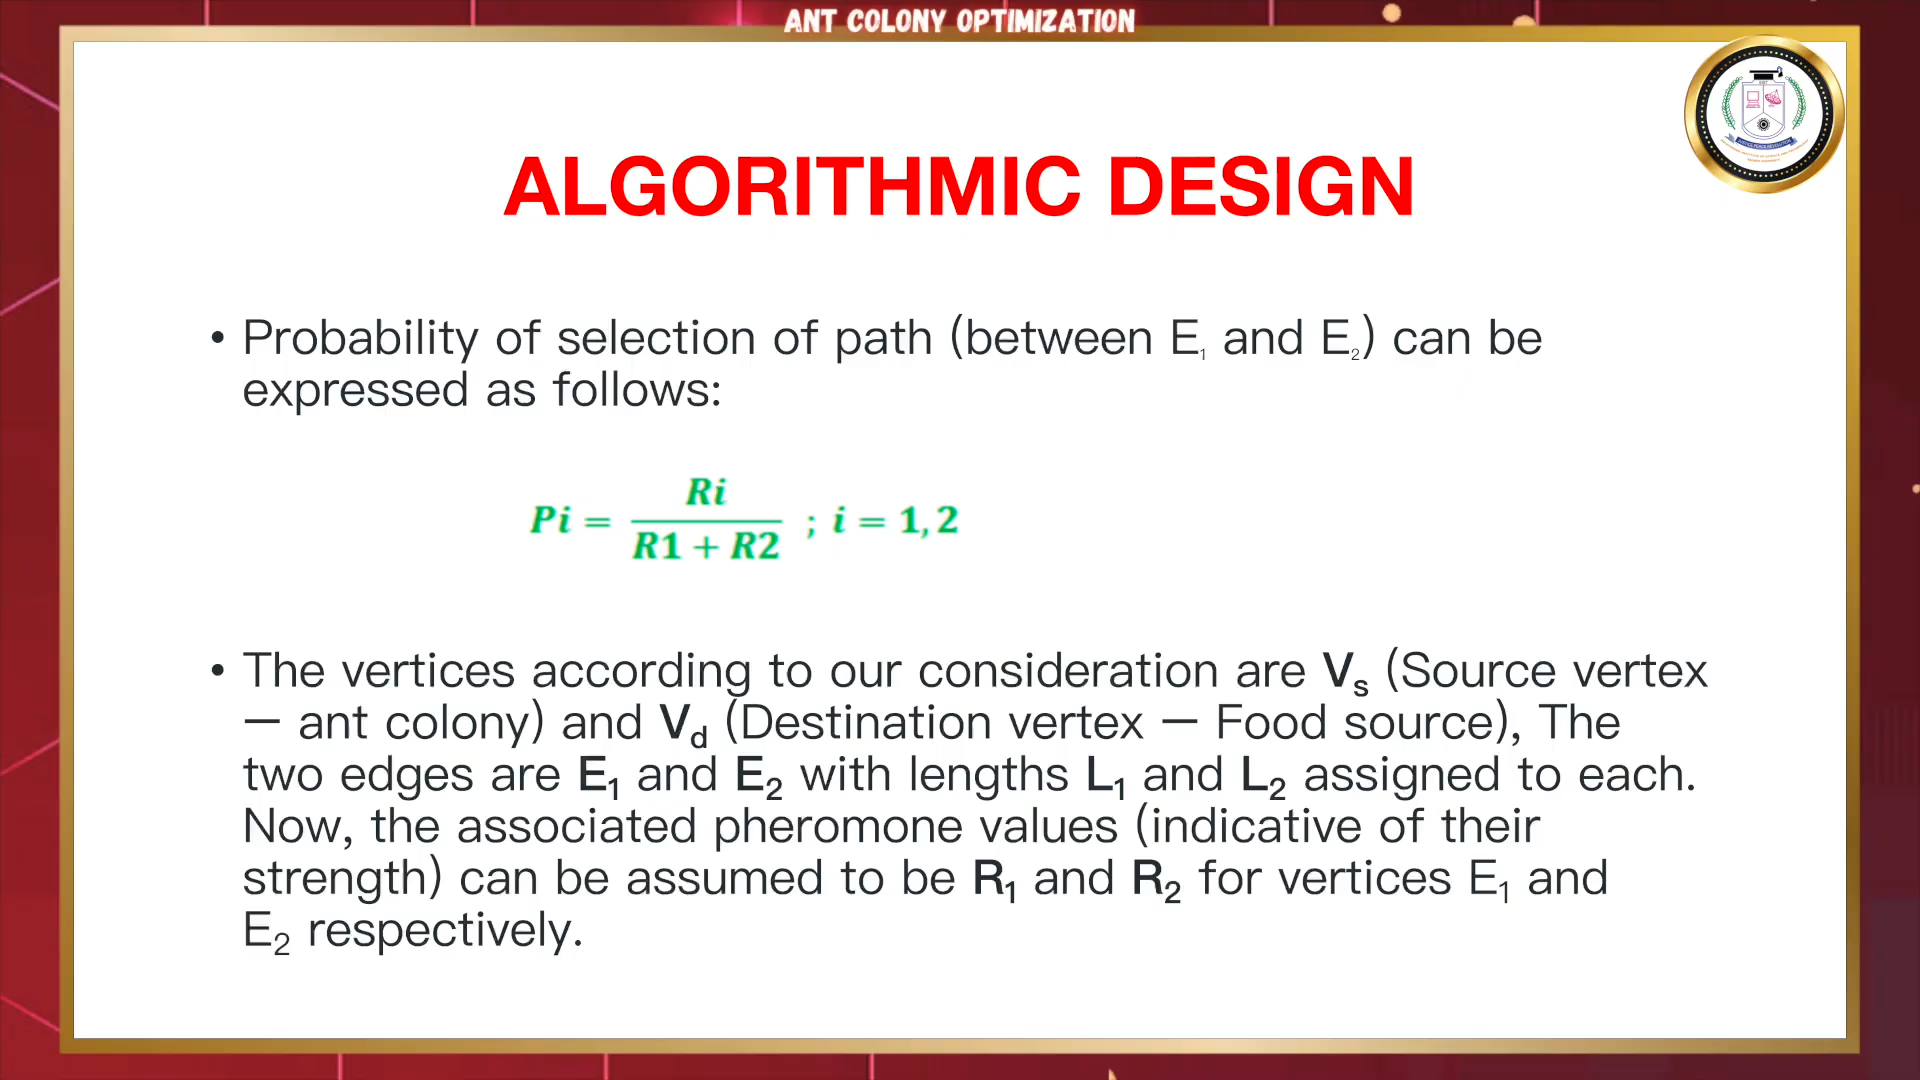 ANT COLONY OPTIMIZATION
ALGORITHMIC DESIGN
• Probability of selection of path (between E₁ and E₂) can be
expressed as follows:
Pi = Ri / (R1 + R2) ; i = 1, 2
• The vertices according to our consideration are Vₛ (Source vertex
— ant colony) and V_d (Destination vertex — Food source), The
two edges are E₁ and E₂ with lengths L₁ and L₂ assigned to each.
Now, the associated pheromone values (indicative of their
strength) can be assumed to be R₁ and R₂ for vertices E₁ and
E₂ respectively.